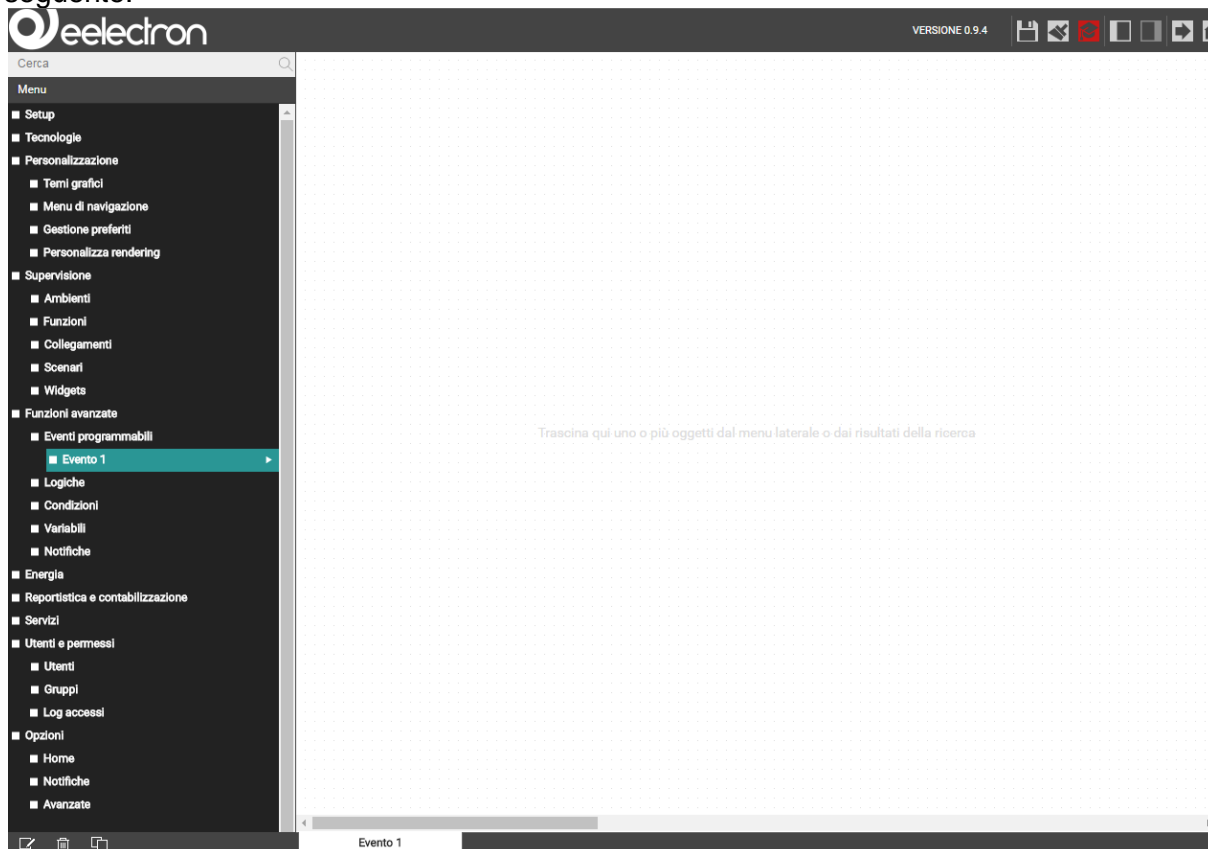 eelectron
VERSIONE 0.9.4
Cerca
Menu
Setup
Tecnologie
Personalizzazione
Temi grafici
Menu di navigazione
Gestione preferiti
Personalizza rendering
Supervisione
Ambienti
Funzioni
Collegamenti
Scenari
Widgets
Funzioni avanzate
Eventi programmabili
Evento 1
Logiche
Condizioni
Variabili
Notifiche
Energia
Reportistica e contabilizzazione
Servizi
Utenti e permessi
Utenti
Gruppi
Log accessi
Opzioni
Home
Notifiche
Avanzate
Trascina qui uno o più oggetti dal menu laterale o dai risultati della ricerca
Evento 1